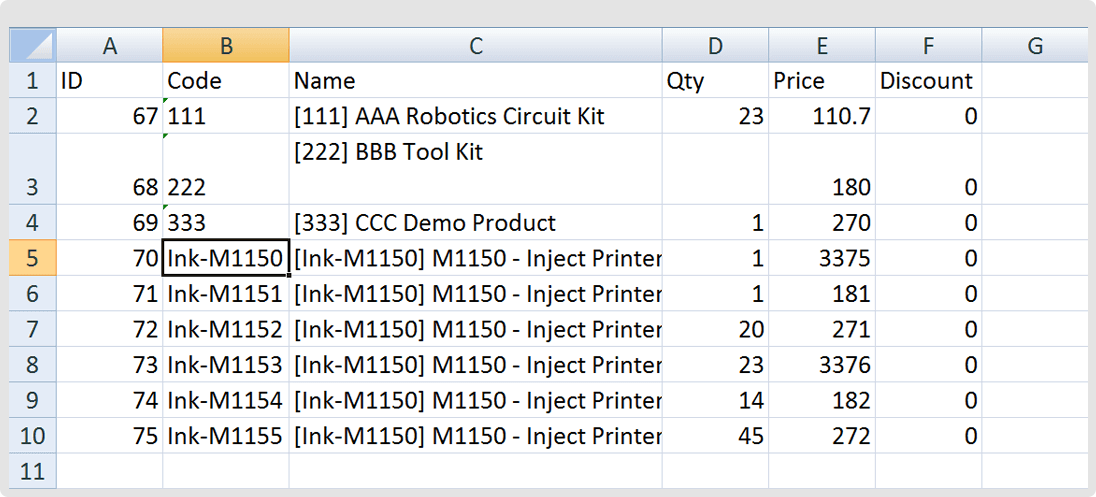 A B C D E F G
1 ID Code Name Qty Price Discount
2 67 111 [111] AAA Robotics Circuit Kit 23 110.7 0
[222] BBB Tool Kit
3 68 222 180 0
4 69 333 [333] CCC Demo Product 1 270 0
5 70 Ink-M1150 [Ink-M1150] M1150 - Inject Printer 1 3375 0
6 71 Ink-M1151 [Ink-M1150] M1150 - Inject Printer 1 181 0
7 72 Ink-M1152 [Ink-M1150] M1150 - Inject Printer 20 271 0
8 73 Ink-M1153 [Ink-M1150] M1150 - Inject Printer 23 3376 0
9 74 Ink-M1154 [Ink-M1150] M1150 - Inject Printer 14 182 0
10 75 Ink-M1155 [Ink-M1150] M1150 - Inject Printer 45 272 0
11